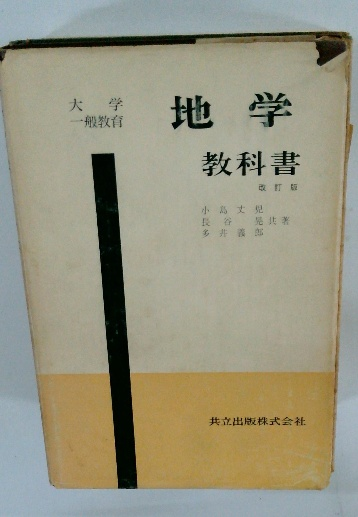 大学
一般教育
地学
教科書
改訂版
小島丈児
長谷晃共著
多井義郎
共立出版株式会社